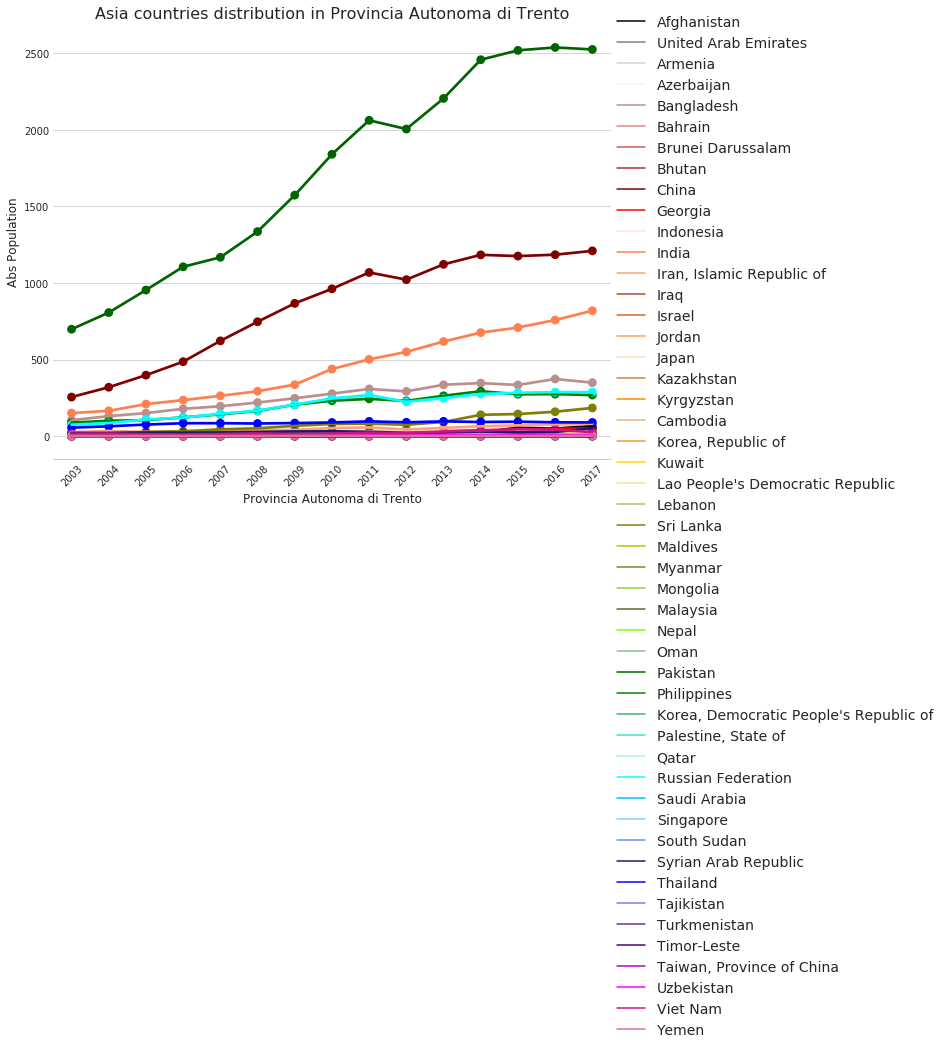 Asia countries distribution in Provincia Autonoma di Trento
Abs Population
2500
2000
1500
1000
500
0
2003 2004 2005 2006 2007 2008 2009 2010 2011 2012 2013 2014 2015 2016 2017
Provincia Autonoma di Trento
Afghanistan
United Arab Emirates
Armenia
Azerbaijan
Bangladesh
Bahrain
Brunei Darussalam
Bhutan
China
Georgia
Indonesia
India
Iran, Islamic Republic of
Iraq
Israel
Jordan
Japan
Kazakhstan
Kyrgyzstan
Cambodia
Korea, Republic of
Kuwait
Lao People's Democratic Republic
Lebanon
Sri Lanka
Maldives
Myanmar
Mongolia
Malaysia
Nepal
Oman
Pakistan
Philippines
Korea, Democratic People's Republic of
Palestine, State of
Qatar
Russian Federation
Saudi Arabia
Singapore
South Sudan
Syrian Arab Republic
Thailand
Tajikistan
Turkmenistan
Timor-Leste
Taiwan, Province of China
Uzbekistan
Viet Nam
Yemen